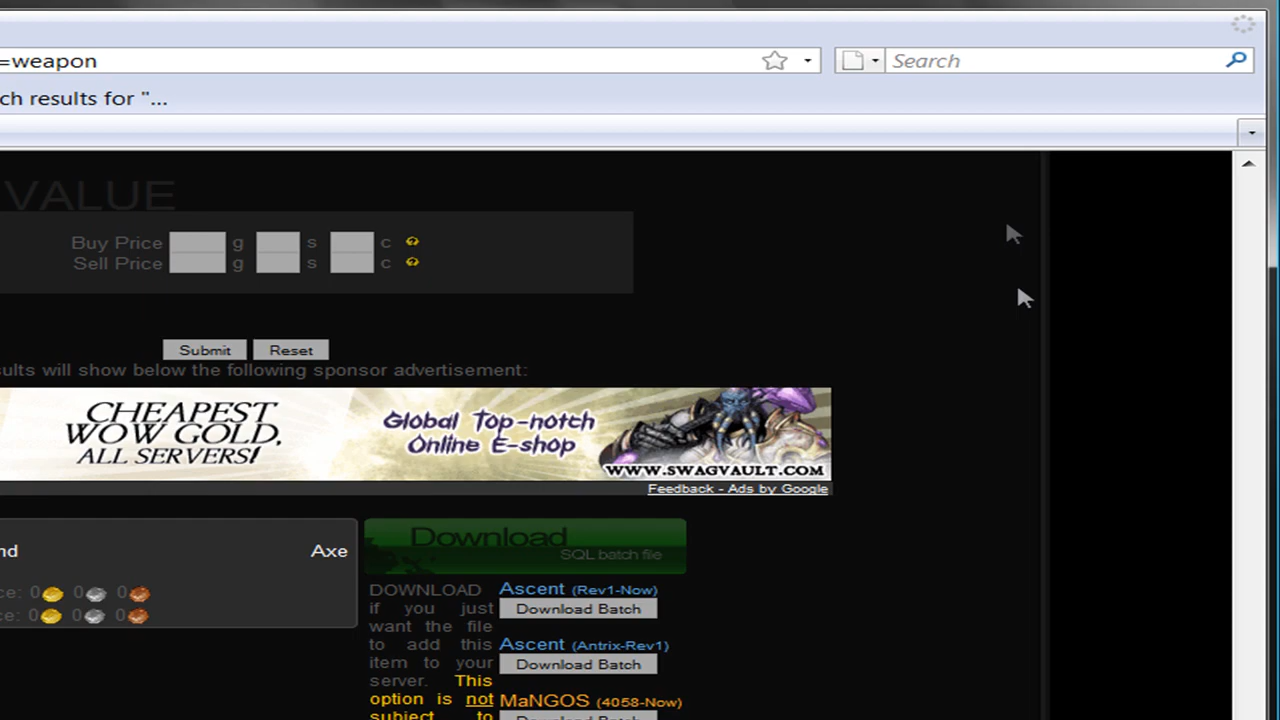 =weapon
Search
ch results for "...
VALUE
Buy Price g s c
Sell Price g s c
Submit Reset
ults will show below the following sponsor advertisement:
CHEAPEST
WOW GOLD.
ALL SERVERS!
Global Top-notch
Online E-shop
WWW.SWAGVAULT.COM
Feedback - Ads by Google
nd Axe
ce: 0 0 0
ce: 0 0 0
Download
SQL batch file
DOWNLOAD
if you just
want the file
to add this
item to your
server. This
option is not
subject to
Ascent (Rev1-Now)
Download Batch
Ascent (Antrix-Rev1)
Download Batch
MaNGOS (4058-Now)
Download Batch